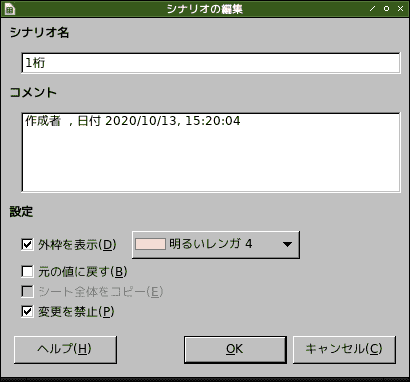 シナリオの編集
シナリオ名
1桁
コメント
作成者 , 日付 2020/10/13, 15:20:04
設定
外枠を表示(D) 明るいレンガ 4
元の値に戻す(B)
シート全体をコピー(E)
変更を禁止(P)
ヘルプ(H) OK キャンセル(C)